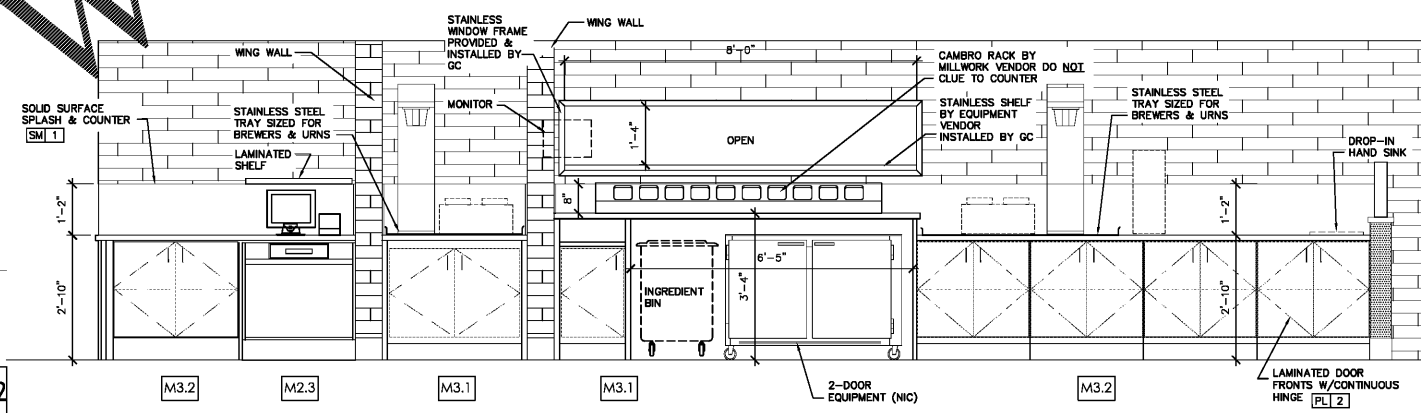 STAINLESS
WINDOW FRAME
PROVIDED &
INSTALLED BY
GC
WING WALL
WING WALL
8'-0"
CAMBRO RACK BY
MILLWORK VENDOR DO NOT
CLUE TO COUNTER
SOLID SURFACE
SPLASH & COUNTER
SM 1
STAINLESS STEEL
TRAY SIZED FOR
BREWERS & URNS
MONITOR
STAINLESS SHELF
BY EQUIPMENT
VENDOR
INSTALLED BY GC
STAINLESS STEEL
TRAY SIZED FOR
BREWERS & URNS
LAMINATED
SHELF
1'-4"
OPEN
DROP-IN
HAND SINK
1'-2"
8"
1'-2"
2'-10"
6'-5"
INGREDIENT
BIN
3'-4"
2'-10"
M3.2
M2.3
M3.1
M3.1
2-DOOR
EQUIPMENT (NIC)
M3.2
LAMINATED DOOR
FRONTS W/CONTINUOUS
HINGE PL 2